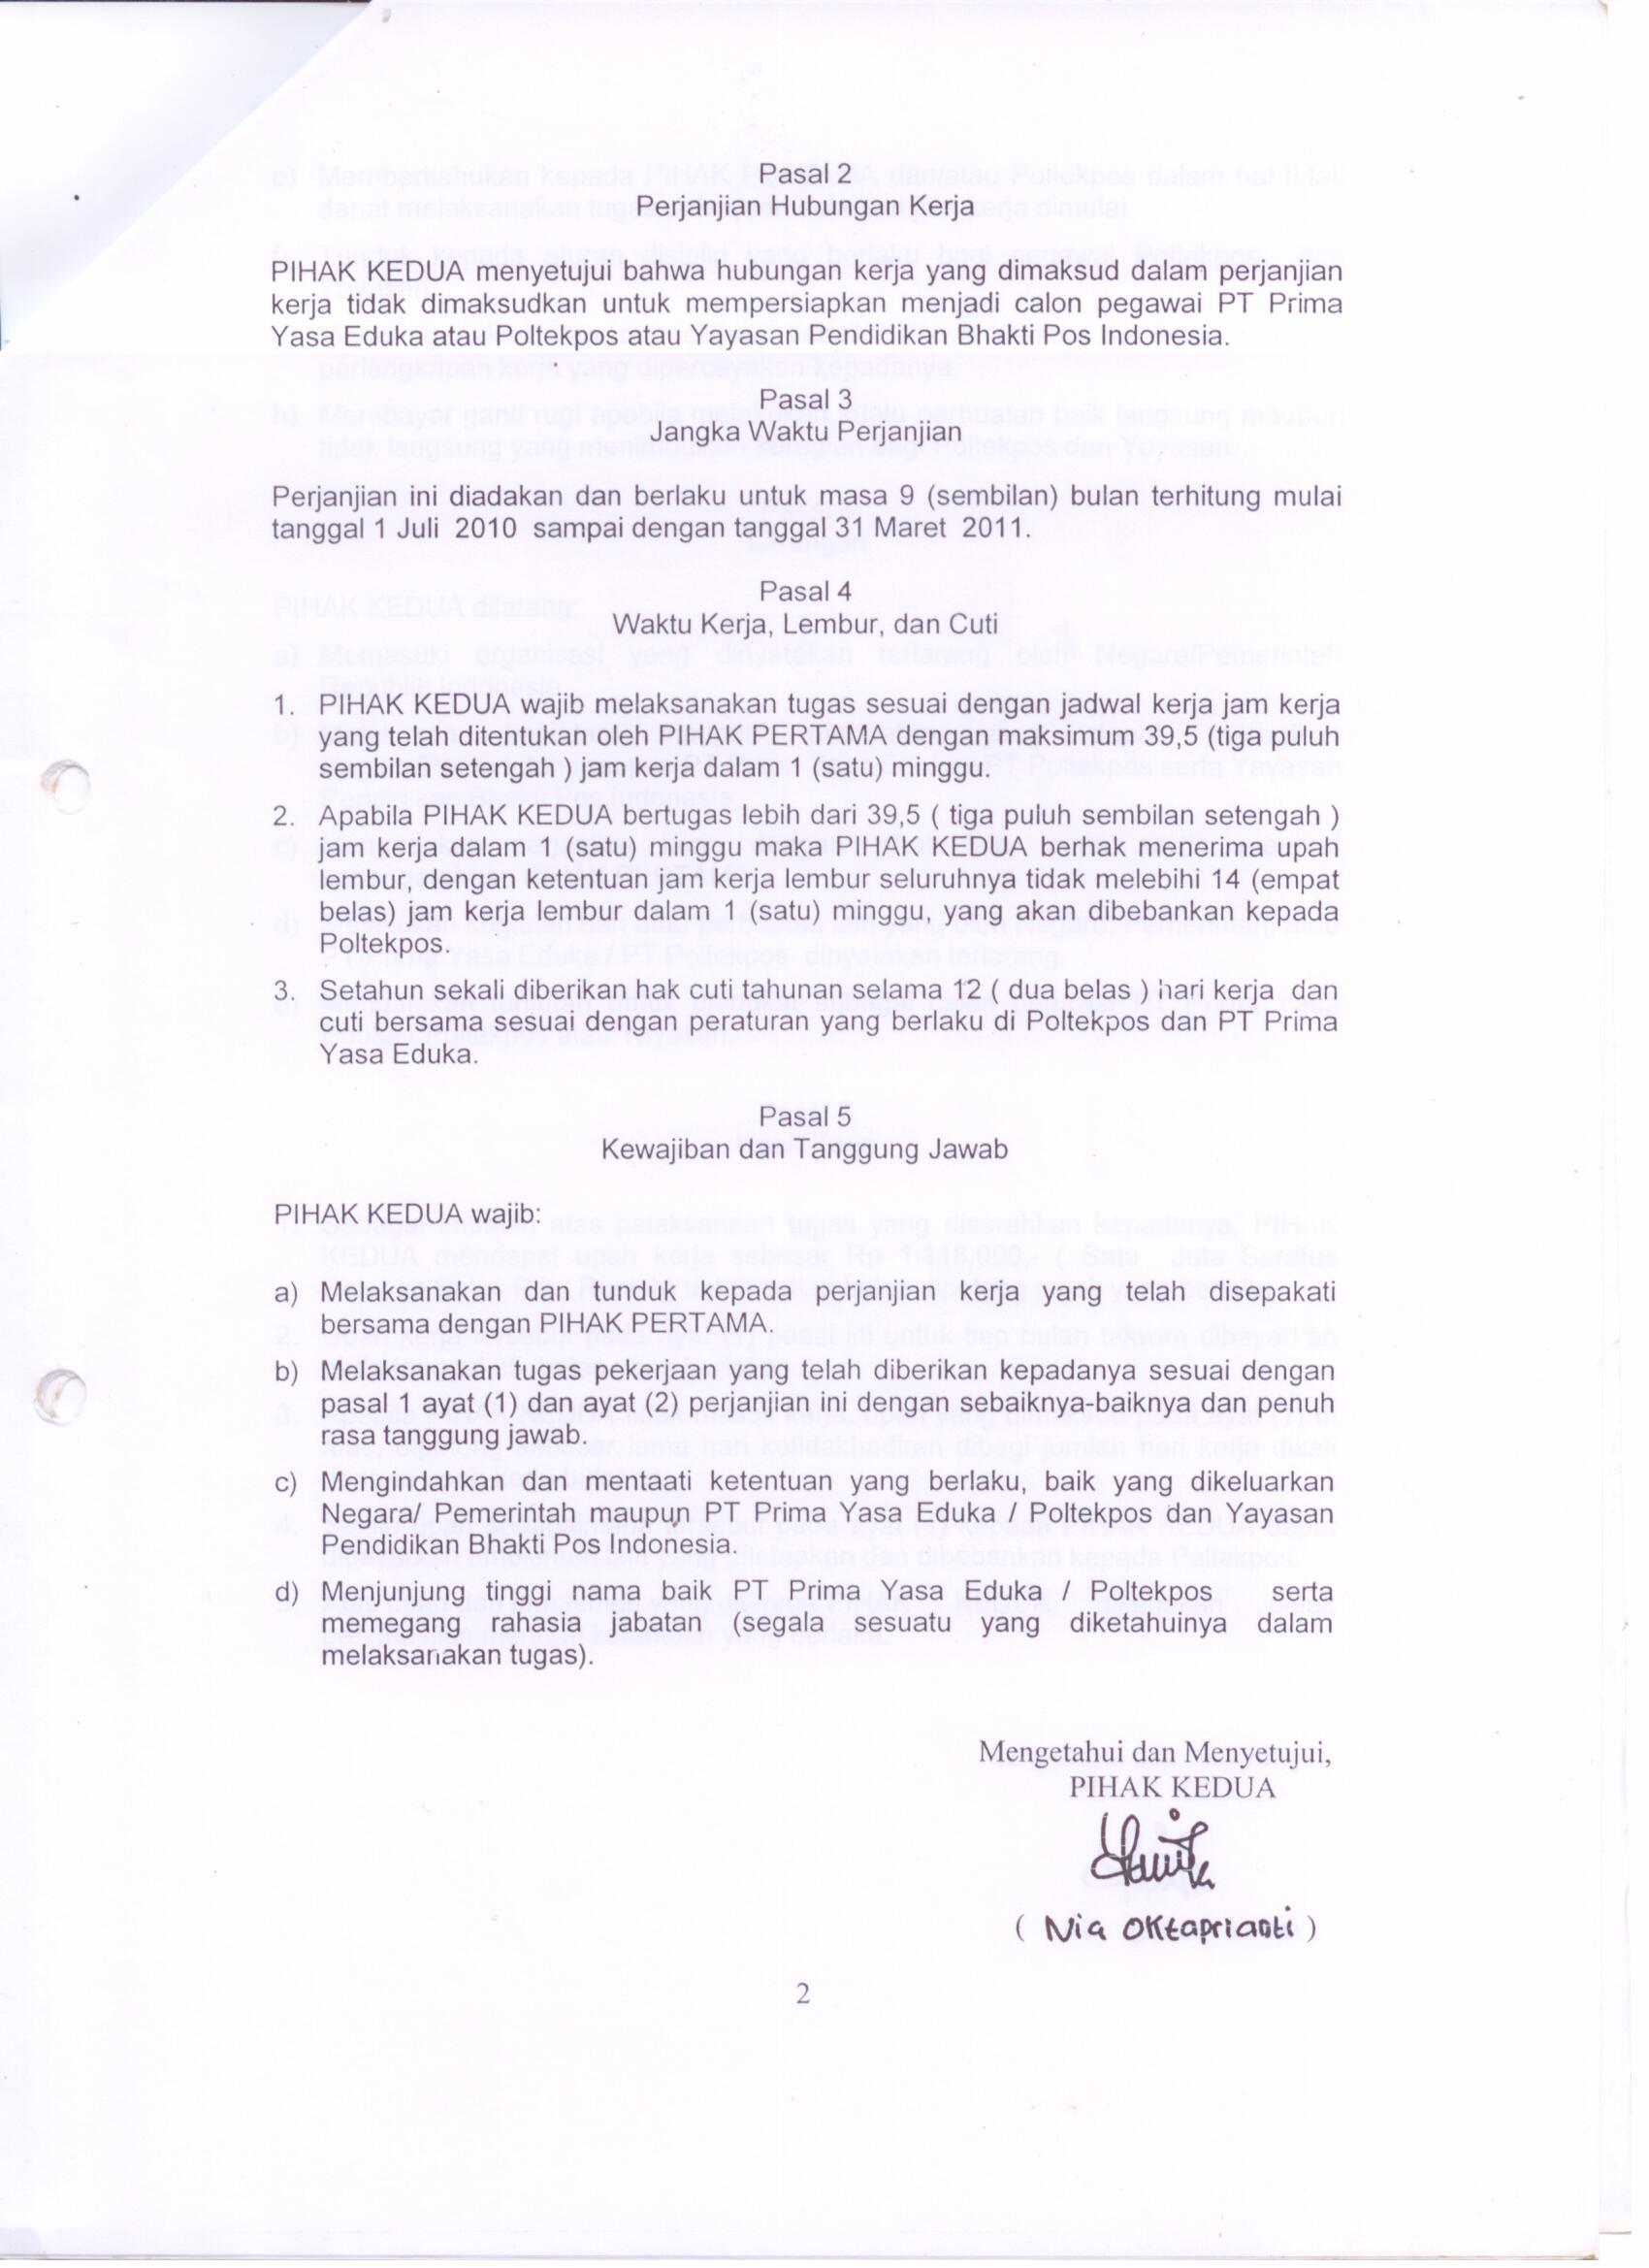 Pasal 2
Perjanjian Hubungan Kerja
PIHAK KEDUA menyetujui bahwa hubungan kerja yang dimaksud dalam perjanjian
kerja tidak dimaksudkan untuk mempersiapkan menjadi calon pegawai PT Prima
Yasa Eduka atau Poltekpos atau Yayasan Pendidikan Bhakti Pos Indonesia.
Pasal 3
Jangka Waktu Perjanjian
Perjanjian ini diadakan dan berlaku untuk masa 9 (sembilan) bulan terhitung mulai
tanggal 1 Juli 2010 sampai dengan tanggal 31 Maret 2011.
Pasal 4
Waktu Kerja, Lembur, dan Cuti
1. PIHAK KEDUA wajib melaksanakan tugas sesuai dengan jadwal kerja jam kerja
yang telah ditentukan oleh PIHAK PERTAMA dengan maksimum 39,5 (tiga puluh
sembilan setengah ) jam kerja dalam 1 (satu) minggu.
2. Apabila PIHAK KEDUA bertugas lebih dari 39,5 ( tiga puluh sembilan setengah )
jam kerja dalam 1 (satu) minggu maka PIHAK KEDUA berhak menerima upah
lembur, dengan ketentuan jam kerja lembur seluruhnya tidak melebihi 14 (empat
belas) jam kerja lembur dalam 1 (satu) minggu, yang akan dibebankan kepada
Poltekpos.
3. Setahun sekali diberikan hak cuti tahunan selama 12 ( dua belas ) hari kerja dan
cuti bersama sesuai dengan peraturan yang berlaku di Poltekpos dan PT Prima
Yasa Eduka.
Pasal 5
Kewajiban dan Tanggung Jawab
PIHAK KEDUA wajib:
a) Melaksanakan dan tunduk kepada perjanjian kerja yang telah disepakati
bersama dengan PIHAK PERTAMA.
b) Melaksanakan tugas pekerjaan yang telah diberikan kepadanya sesuai dengan
pasal 1 ayat (1) dan ayat (2) perjanjian ini dengan sebaiknya-baiknya dan penuh
rasa tanggung jawab.
c) Mengindahkan dan mentaati ketentuan yang berlaku, baik yang dikeluarkan
Negara/ Pemerintah maupun PT Prima Yasa Eduka / Poltekpos dan Yayasan
Pendidikan Bhakti Pos Indonesia.
d) Menjunjung tinggi nama baik PT Prima Yasa Eduka / Poltekpos serta
memegang rahasia jabatan (segala sesuatu yang diketahuinya dalam
melaksanakan tugas).
Mengetahui dan Menyetujui,
PIHAK KEDUA
( Nia Oktaprianti )
2